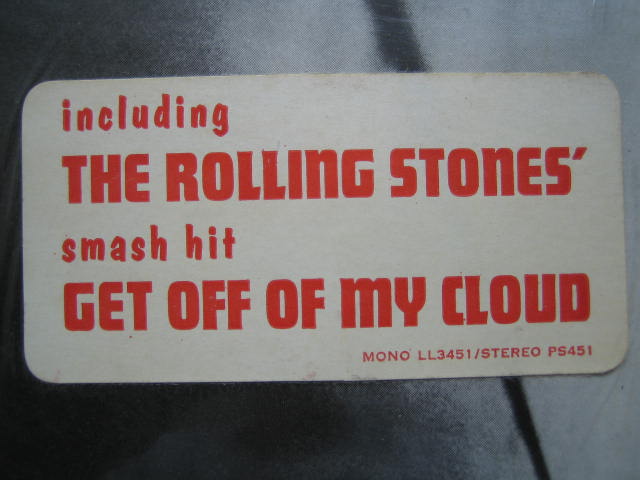 including
THE ROLLING STONES'
smash hit
GET OFF OF MY CLOUD
MONO LL3451/STEREO PS451